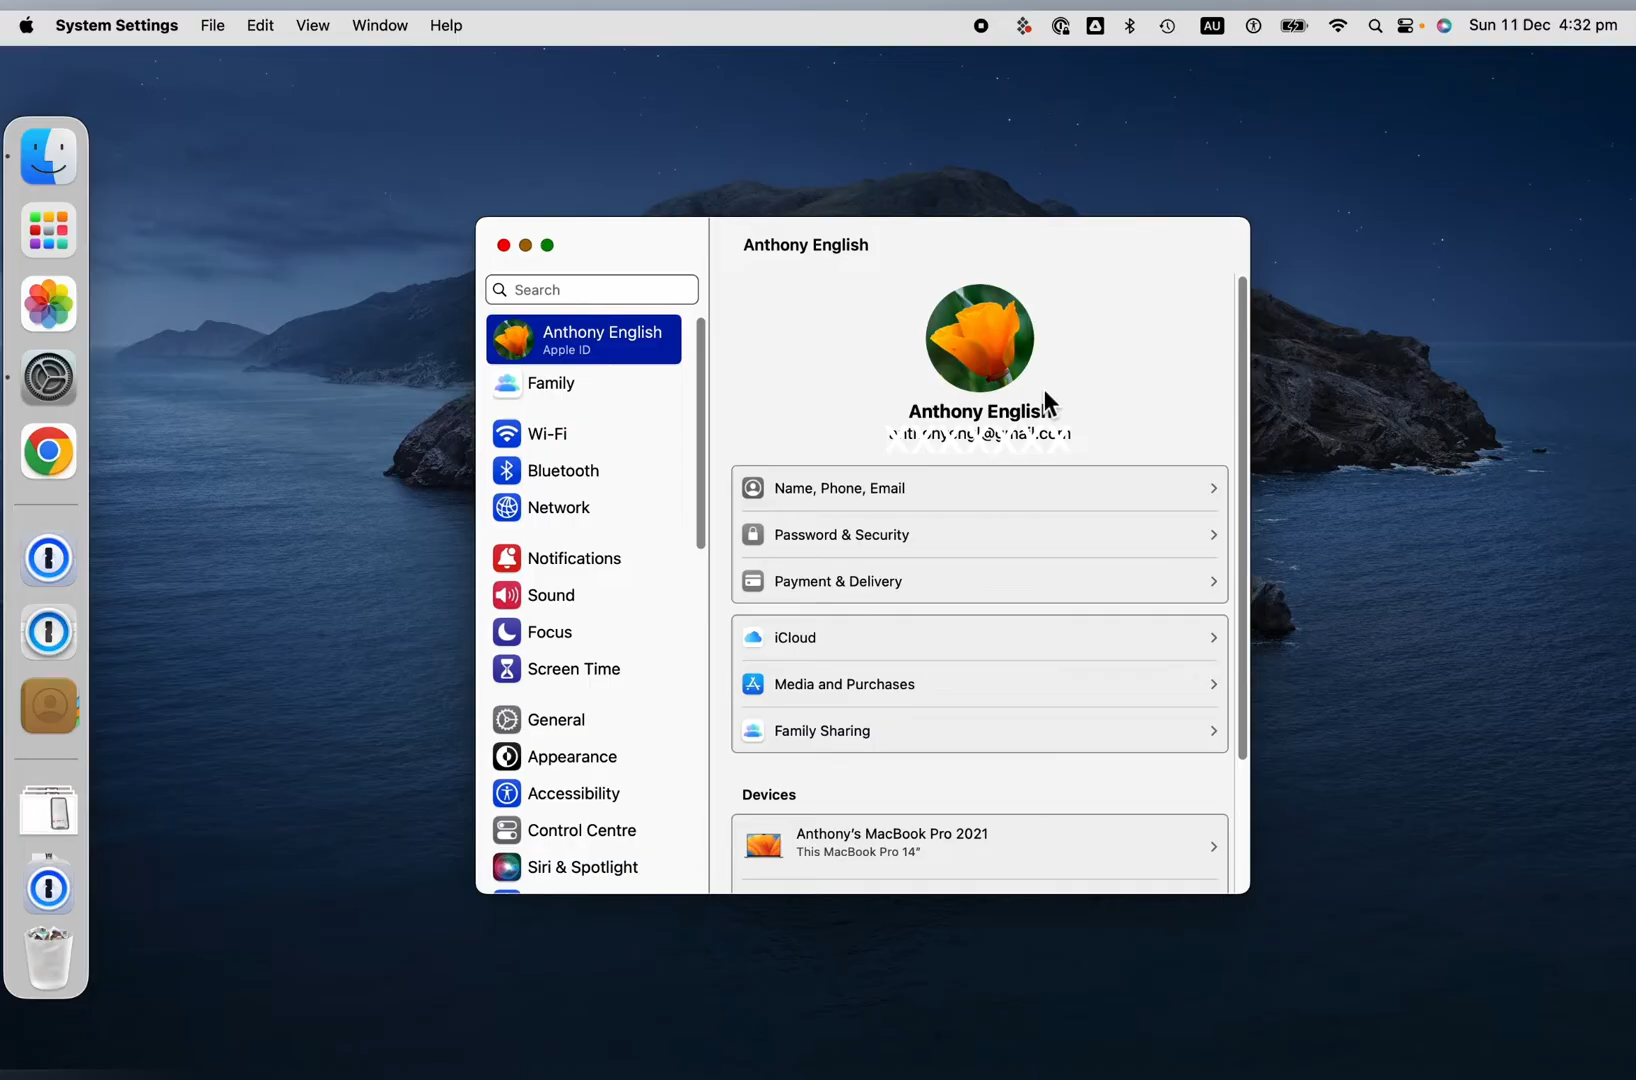 System Settings File Edit View Window Help AU Sun 11 Dec 4:32 pm
Anthony English
Search
Anthony English
Apple ID
Family
Wi-Fi
Bluetooth
Network
Notifications
Sound
Focus
Screen Time
General
Appearance
Accessibility
Control Centre
Siri & Spotlight
Anthony English
Name, Phone, Email
Password & Security
Payment & Delivery
iCloud
Media and Purchases
Family Sharing
Devices
Anthony's MacBook Pro 2021
This MacBook Pro 14"